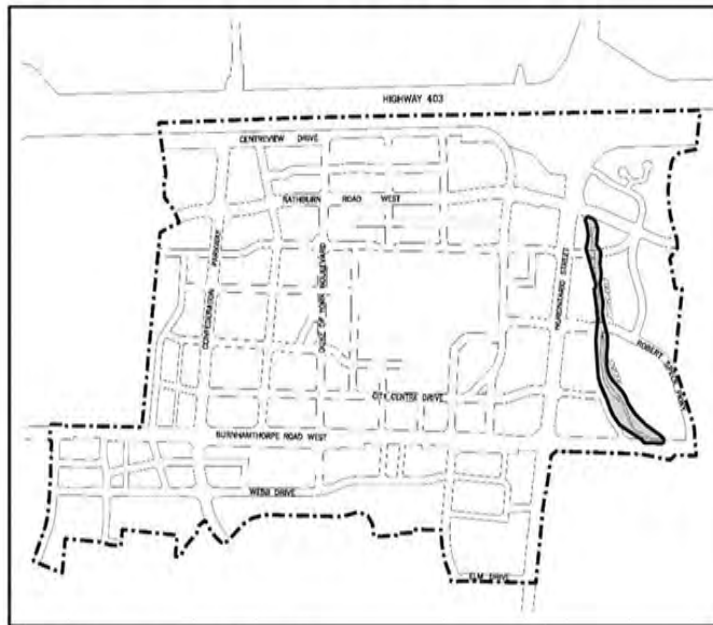 HIGHWAY 403
CENTREVIEW DRIVE
RATHBURN ROAD WEST
CONFEDERATION PARKWAY
DUKE OF YORK BOULEVARD
HURONTARIO STREET
ROBERT SPECK PKWY
CITY CENTRE DRIVE
BURNHAMTHORPE ROAD WEST
WEBB DRIVE
ELM DRIVE